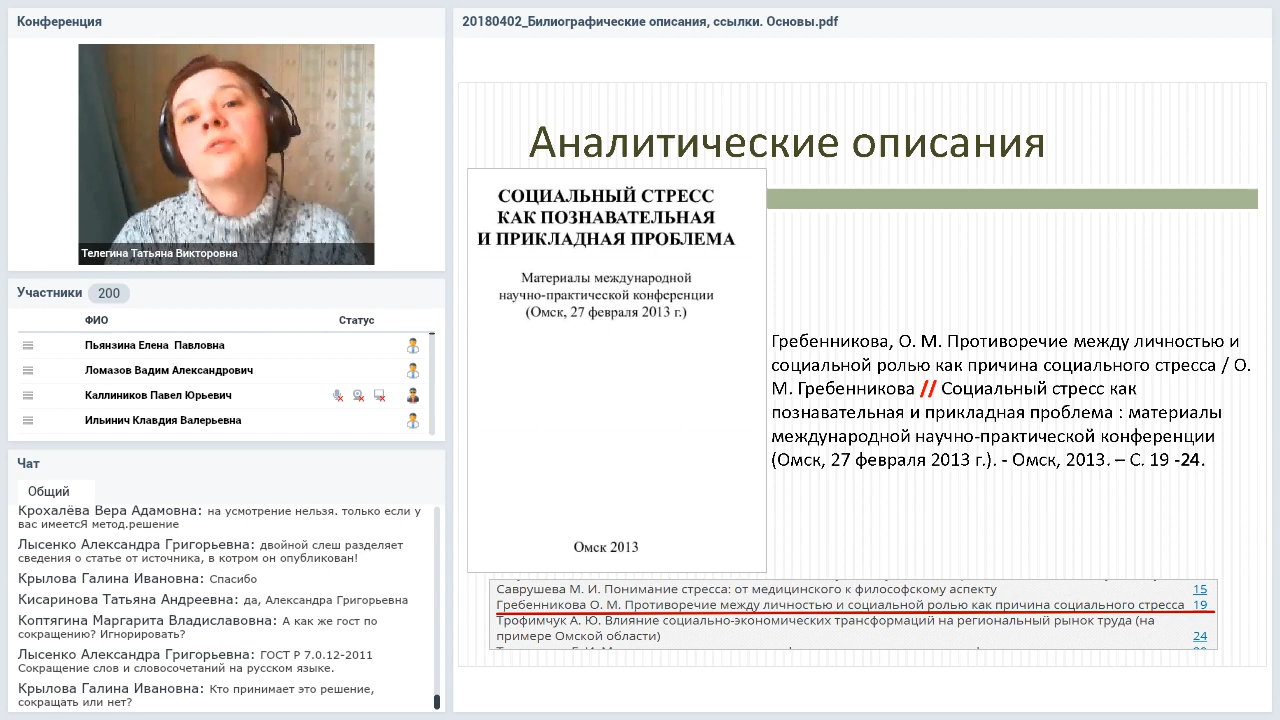 Конференция
Телегина Татьяна Викторовна
Участники 200
ФИО Статус
Пьянзина Елена Павловна
Ломазов Вадим Александрович
Каллиников Павел Юрьевич
Ильинич Клавдия Валерьевна
Чат
Общий
Крохалёва Вера Адамовна: на усмотрение нельзя. только если у
вас имеетсЯ метод.решение
Лысенко Александра Григорьевна: двойной слеш разделяет
сведения о статье от источника, в котром он опубликован!
Крылова Галина Ивановна: Спасибо
Кисаринова Татьяна Андреевна: да, Александра Григорьевна
Коптягина Маргарита Владиславовна: А как же гост по
сокращению? Игнорировать?
Лысенко Александра Григорьевна: ГОСТ Р 7.0.12-2011
Сокращение слов и словосочетаний на русском языке.
Крылова Галина Ивановна: Кто принимает это решение,
сокращать или нет?
20180402_Билиографические описания, ссылки. Основы.pdf
Аналитические описания
СОЦИАЛЬНЫЙ СТРЕСС
КАК ПОЗНАВАТЕЛЬНАЯ
И ПРИКЛАДНАЯ ПРОБЛЕМА
Материалы международной
научно-практической конференции
(Омск, 27 февраля 2013 г.)
Омск 2013
Гребенникова, О. М. Противоречие между личностью и
социальной ролью как причина социального стресса / О.
М. Гребенникова // Социальный стресс как
познавательная и прикладная проблема : материалы
международной научно-практической конференции
(Омск, 27 февраля 2013 г.). - Омск, 2013. – С. 19 -24.
Саврушева М. И. Понимание стресса: от медицинского к философскому аспекту 15
Гребенникова О. М. Противоречие между личностью и социальной ролью как причина социального стресса 19
Трофимчук А. Ю. Влияние социально-экономических трансформаций на региональный рынок труда (на
примере Омской области) 24